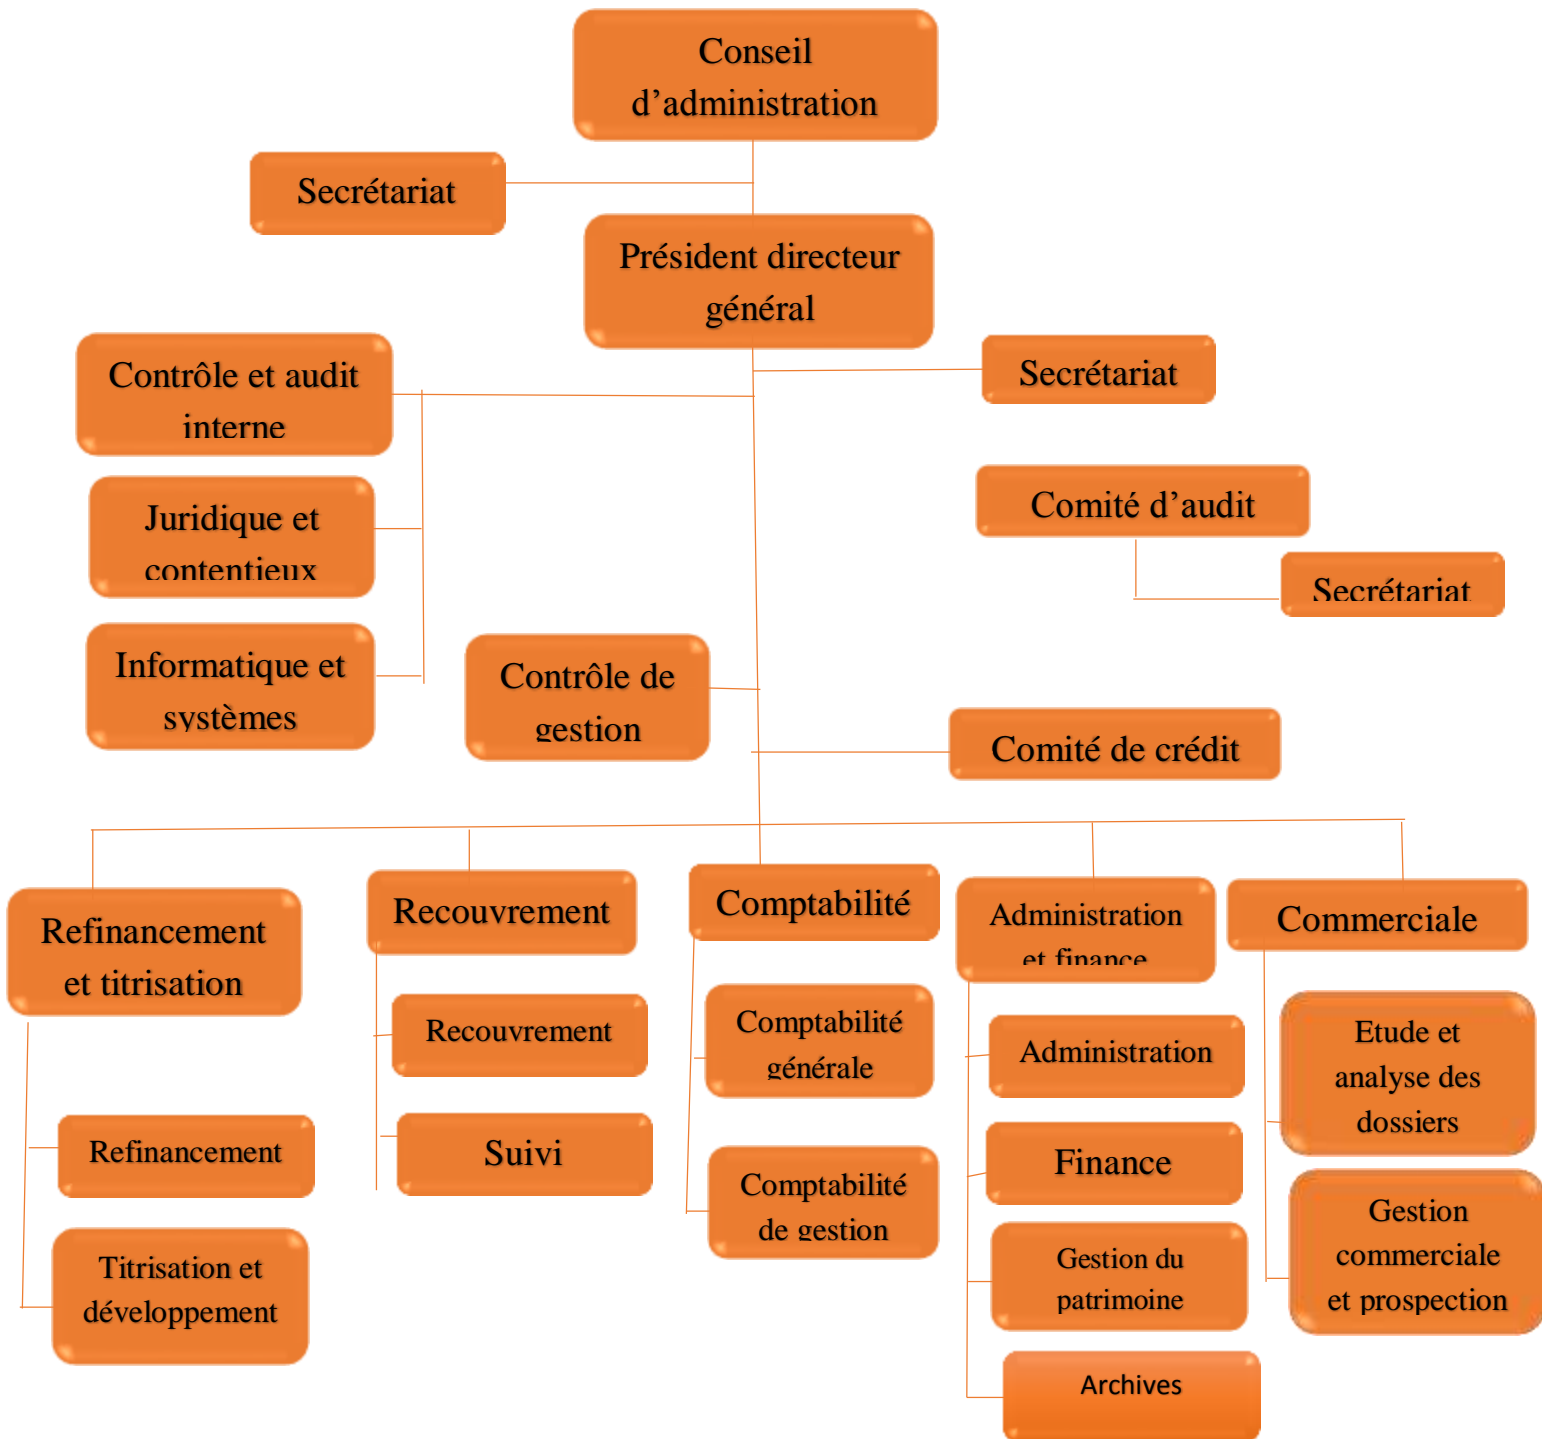 Conseil
d’administration
Secrétariat
Président directeur
général
Contrôle et audit
interne
Secrétariat
Juridique et
contentieux
Comité d’audit
Secrétariat
Informatique et
systèmes
Contrôle de
gestion
Comité de crédit
Refinancement
et titrisation
Recouvrement
Comptabilité
Administration
et finance
Commerciale
Refinancement
Titrisation et
développement
Recouvrement
Suivi
Comptabilité
générale
Comptabilité
de gestion
Administration
Finance
Gestion du
patrimoine
Archives
Etude et
analyse des
dossiers
Gestion
commerciale
et prospection